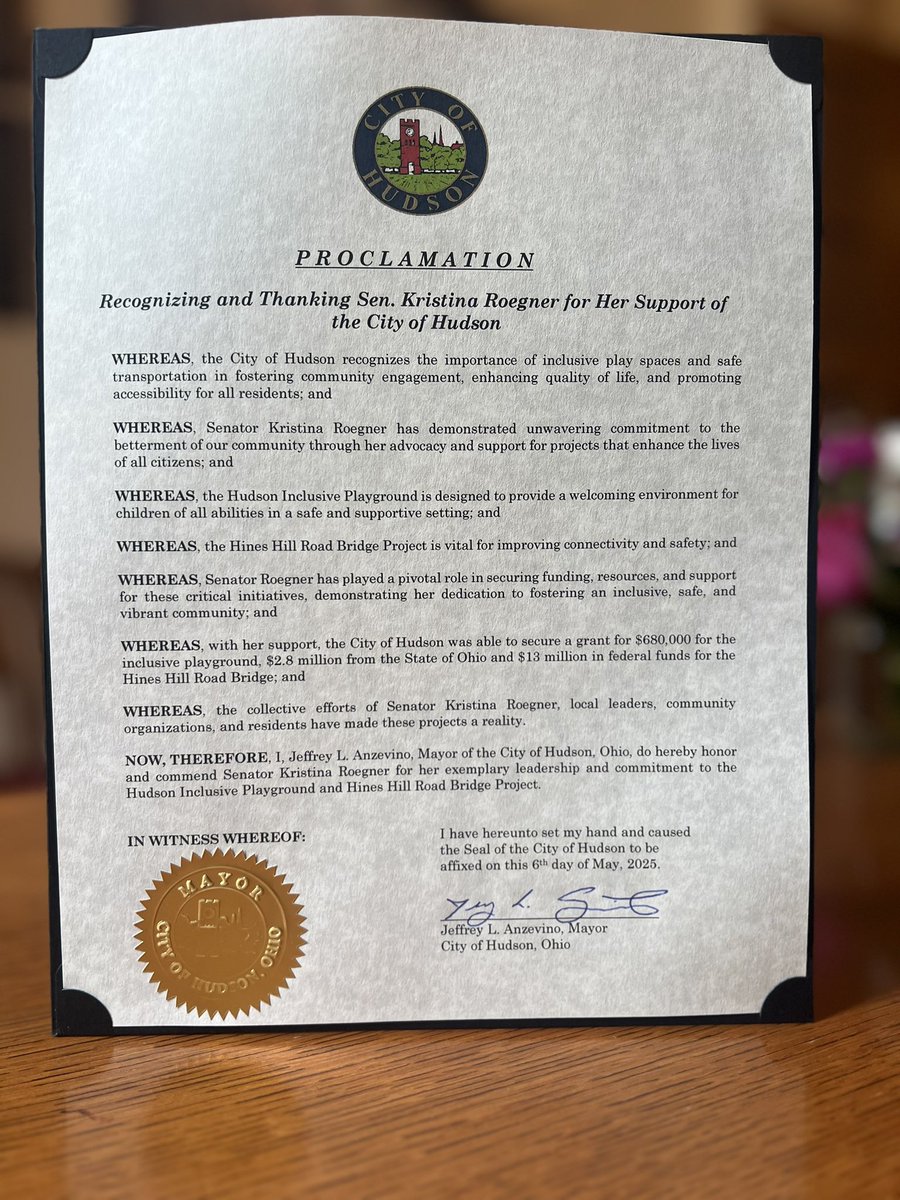 CITY OF
HUDSON
PROCLAMATION
Recognizing and Thanking Sen. Kristina Roegner for Her Support of
the City of Hudson
WHEREAS, the City of Hudson recognizes the importance of inclusive play spaces and safe
transportation in fostering community engagement, enhancing quality of life, and promoting
accessibility for all residents; and
WHEREAS, Senator Kristina Roegner has demonstrated unwavering commitment to the
betterment of our community through her advocacy and support for projects that enhance the lives
of all citizens; and
WHEREAS, the Hudson Inclusive Playground is designed to provide a welcoming environment for
children of all abilities in a safe and supportive setting; and
WHEREAS, the Hines Hill Road Bridge Project is vital for improving connectivity and safety; and
WHEREAS, Senator Roegner has played a pivotal role in securing funding, resources, and support
for these critical initiatives, demonstrating her dedication to fostering an inclusive, safe, and
vibrant community; and
WHEREAS, with her support, the City of Hudson was able to secure a grant for $680,000 for the
inclusive playground, $2.8 million from the State of Ohio and $13 million in federal funds for the
Hines Hill Road Bridge; and
WHEREAS, the collective efforts of Senator Kristina Roegner, local leaders, community
organizations, and residents have made these projects a reality.
NOW, THEREFORE, I, Jeffrey L. Anzevino, Mayor of the City of Hudson, Ohio, do hereby honor
and commend Senator Kristina Roegner for her exemplary leadership and commitment to the
Hudson Inclusive Playground and Hines Hill Road Bridge Project.
IN WITNESS WHEREOF:
I have hereunto set my hand and caused
the Seal of the City of Hudson to be
affixed on this 6th day of May, 2025.
Jeffrey L. Anzevino, Mayor
City of Hudson, Ohio
MAYOR
CITY OF HUDSON, OHIO